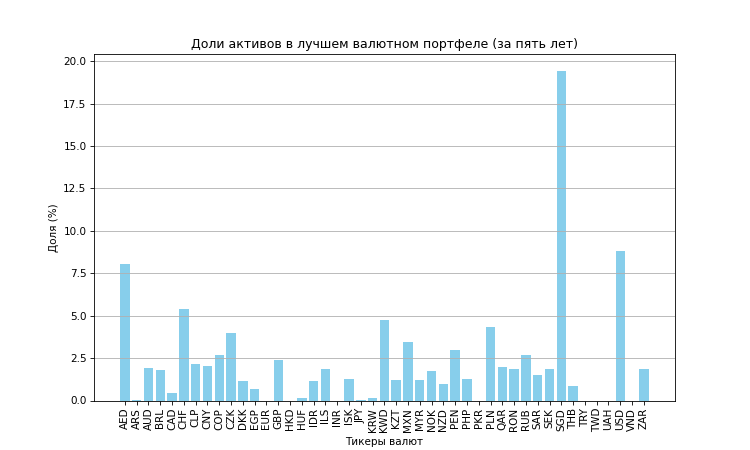 Доли активов в лучшем валютном портфеле (за пять лет)
20.0
17.5
15.0
12.5
10.0
7.5
5.0
2.5
0.0
Доля (%)
AED ARS AUD BRL CAD CHF CLP CNY COP CZK DKK EGP EUR GBP HKD HUF IDR ILS INR ISK JPY KRW KWD KZT MXN MYR NOK NZD PEN PHP PKR PLN QAR RON RUB SAR SEK SGD THB TRY TWD UAH USD VND ZAR
Тикеры валют